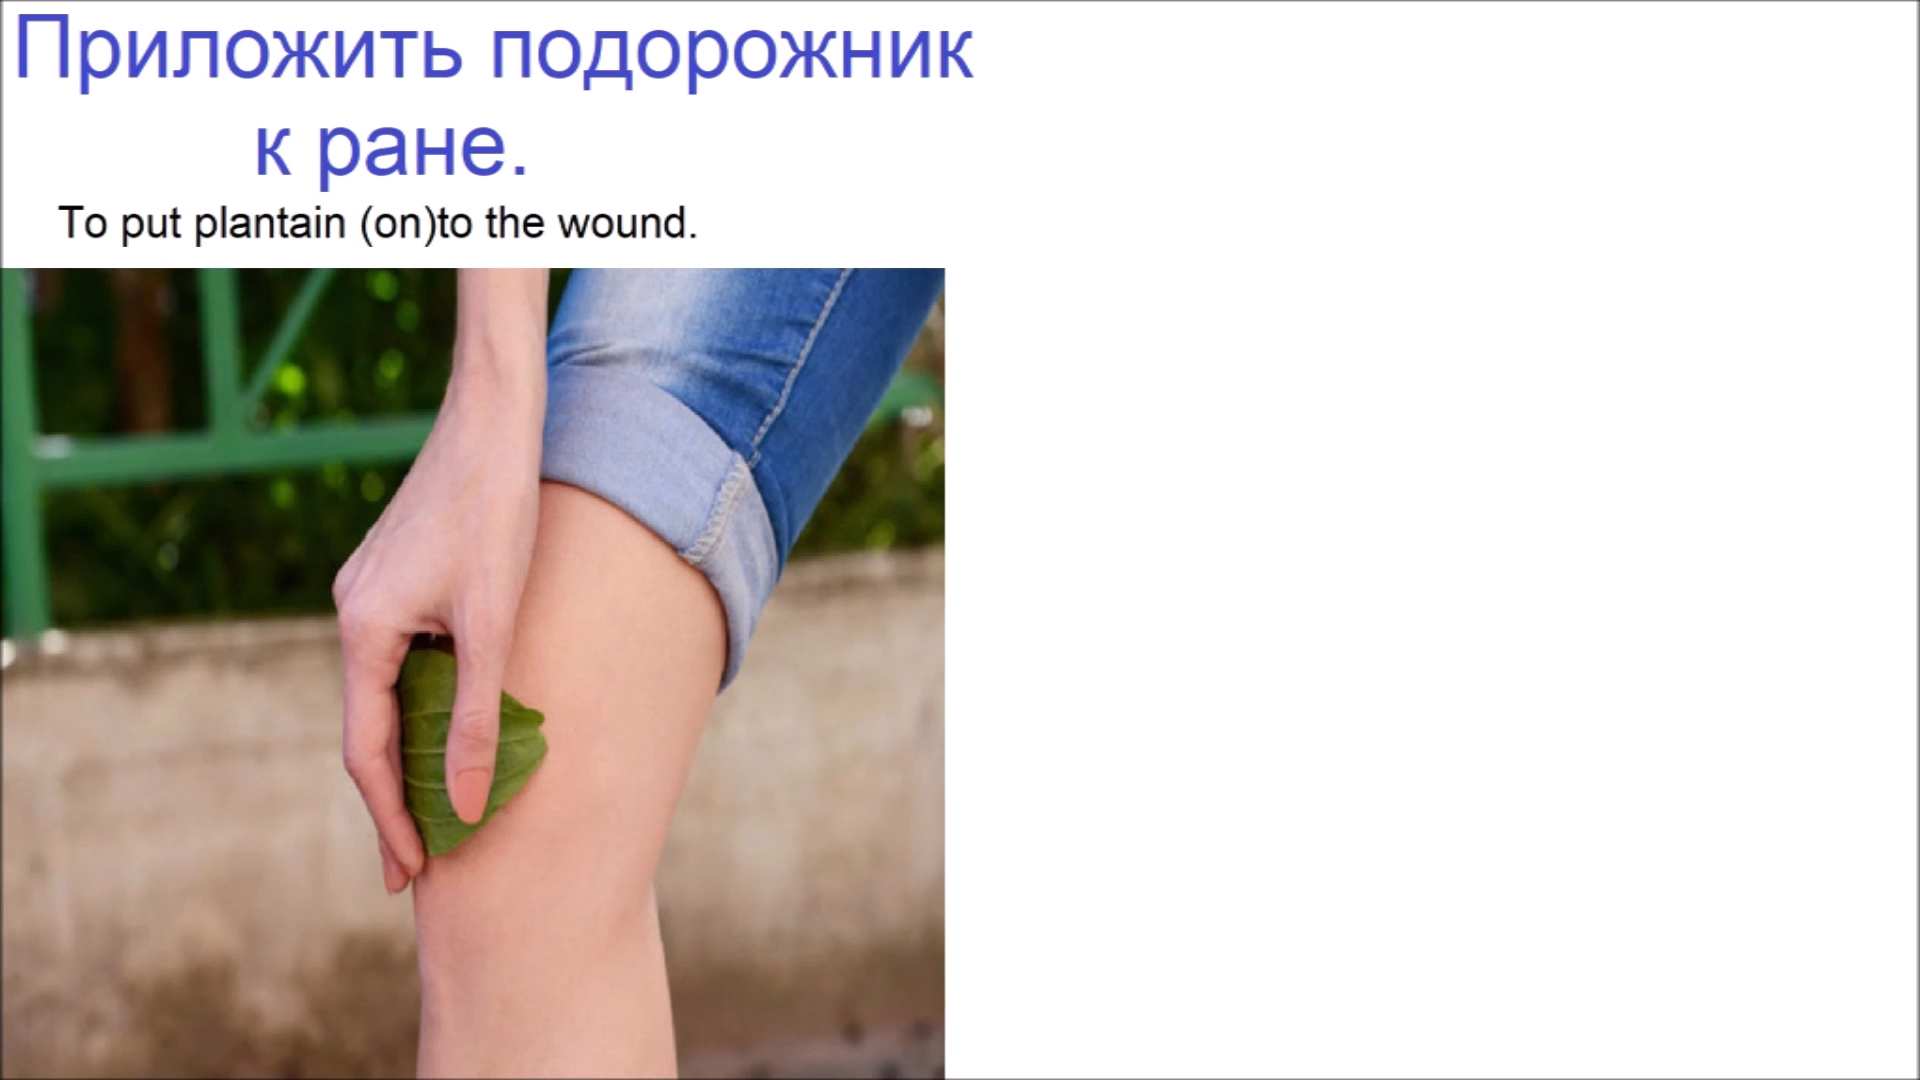 Приложить подорожник
к ране.
To put plantain (on)to the wound.